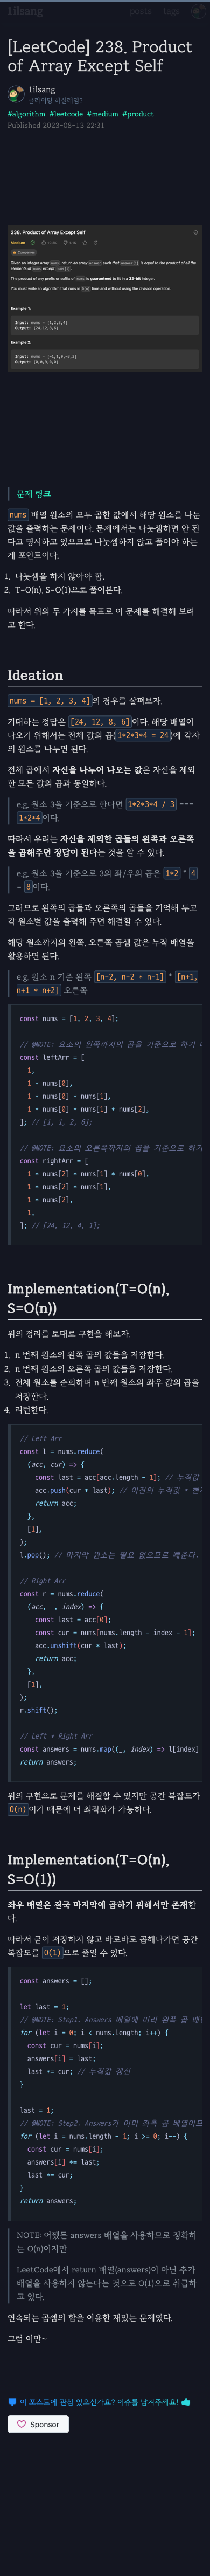 1ilsang
posts tags
[LeetCode] 238. Product
of Array Except Self
1ilsang
클라이밍 하실래염?
#algorithm #leetcode #medium #product
Published 2023-08-13 22:31
238. Product of Array Except Self
Medium
Companies
Given an integer array nums, return an array answer such that answer[i] is equal to the product of all the
elements of nums except nums[i].
The product of any prefix or suffix of nums is guaranteed to fit in a 32-bit integer.
You must write an algorithm that runs in O(n) time and without using the division operation.
Example 1:
Input: nums = [1,2,3,4]
Output: [24,12,8,6]
Example 2:
Input: nums = [-1,1,0,-3,3]
Output: [0,0,9,0,0]
문제 링크
nums 배열 원소의 모두 곱한 값에서 해당 원소를 나눈
값을 출력하는 문제이다. 문제에서는 나눗셈하면 안 된
다고 명시하고 있으므로 나눗셈하지 않고 풀어야 하는
게 포인트이다.
1. 나눗셈을 하지 않아야 함.
2. T=O(n), S=O(1)으로 풀어본다.
따라서 위의 두 가지를 목표로 이 문제를 해결해 보려
고 한다.
Ideation
nums = [1, 2, 3, 4]의 경우를 살펴보자.
기대하는 정답은 [24, 12, 8, 6]이다. 해당 배열이
나오기 위해서는 전체 값의 곱(1*2*3*4 = 24)에 각자
의 원소를 나누면 된다.
전체 곱에서 자신을 나누어 나오는 값은 자신을 제외
한 모든 값의 곱과 동일하다.
e.g. 원소 3을 기준으로 한다면 1*2*3*4 / 3 ===
1*2*4이다.
따라서 우리는 자신을 제외한 곱들의 왼쪽과 오른쪽
을 곱해주면 정답이 된다는 것을 알 수 있다.
e.g. 원소 3을 기준으로 3의 좌/우의 곱은 1*2 * 4
= 8이다.
그러므로 왼쪽의 곱들과 오른쪽의 곱들을 기억해 두고
각 원소별 값을 출력해 주면 해결할 수 있다.
해당 원소까지의 왼쪽, 오른쪽 곱셈 값은 누적 배열을
활용하면 된다.
e.g. 원소 n 기준 왼쪽 [n-2, n-2 * n-1] * [n+1,
n+1 * n+2] 오른쪽
const nums = [1, 2, 3, 4];
// @NOTE: 요소의 왼쪽까지의 곱을 기준으로 하기
const leftArr = [
1,
1 * nums[0],
1 * nums[0] * nums[1],
1 * nums[0] * nums[1] * nums[2],
]; // [1, 1, 2, 6];
// @NOTE: 요소의 오른쪽까지의 곱을 기준으로 하기
const rightArr = [
1 * nums[2] * nums[1] * nums[0],
1 * nums[2] * nums[1],
1 * nums[2],
1,
]; // [24, 12, 4, 1];
Implementation(T=O(n),
S=O(n))
위의 정리를 토대로 구현을 해보자.
1. n 번째 원소의 왼쪽 곱의 값들을 저장한다.
2. n 번째 원소의 오른쪽 곱의 값들을 저장한다.
3. 전체 원소를 순회하며 n 번째 원소의 좌우 값의 곱을
저장한다.
4. 리턴한다.
// Left Arr
const l = nums.reduce(
(acc, cur) => {
const last = acc[acc.length - 1]; // 누적값
acc.push(cur * last); // 이전의 누적값 * 현
return acc;
},
[1],
);
l.pop(); // 마지막 원소는 필요 없으므로 빼준다.
// Right Arr
const r = nums.reduce(
(acc, _, index) => {
const last = acc[0];
const cur = nums[nums.length - index - 1];
acc.unshift(cur * last);
return acc;
},
[1],
);
r.shift();
// Left * Right Arr
const answers = nums.map((_, index) => l[index]
return answers;
위의 구현으로 문제를 해결할 수 있지만 공간 복잡도가
O(n)이기 때문에 더 최적화가 가능하다.
Implementation(T=O(n),
S=O(1))
좌우 배열은 결국 마지막에 곱하기 위해서만 존재한
다.
따라서 굳이 저장하지 않고 바로바로 곱해나가면 공간
복잡도를 O(1)으로 줄일 수 있다.
const answers = [];
let last = 1;
// @NOTE: Step1. Answers 배열에 미리 왼쪽 곱 배
for (let i = 0; i < nums.length; i++) {
const cur = nums[i];
answers[i] = last;
last *= cur; // 누적값 갱신
}
last = 1;
// @NOTE: Step2. Answers가 이미 좌측 곱 배열이므
for (let i = nums.length - 1; i >= 0; i--) {
const cur = nums[i];
answers[i] *= last;
last *= cur;
}
return answers;
NOTE: 어쨌든 answers 배열을 사용하므로 정확히
는 O(n)이지만
LeetCode에서 return 배열(answers)이 아닌 추가
배열을 사용하지 않는다는 것으로 O(1)으로 취급하
고 있다.
연속되는 곱셈의 합을 이용한 재밌는 문제였다.
그럼 이만~
이 포스트에 관심 있으신가요? 이슈를 남겨주세요!
Sponsor